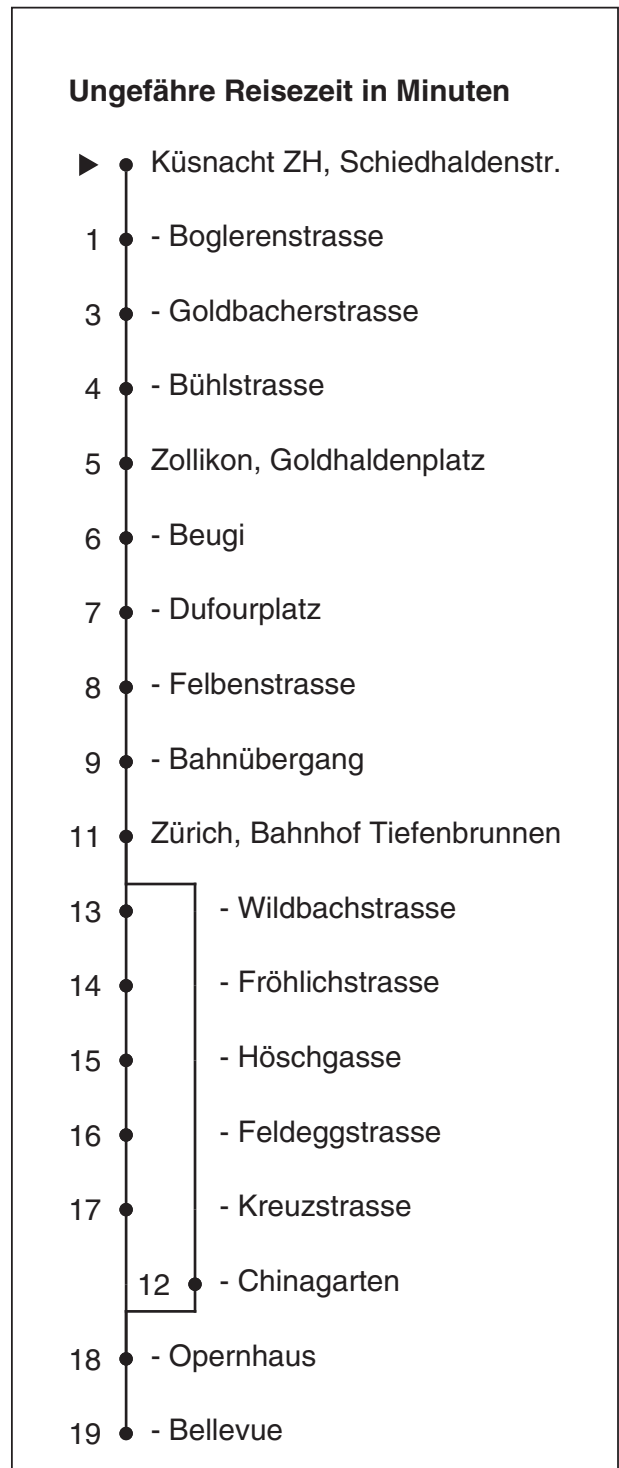 Ungefähre Reisezeit in Minuten
Küsnacht ZH, Schiedhaldenstr.
1 - Boglerenstrasse
3 - Goldbacherstrasse
4 - Bühlstrasse
5 Zollikon, Goldhaldenplatz
6 - Beugi
7 - Dufourplatz
8 - Felbenstrasse
9 - Bahnübergang
11 Zürich, Bahnhof Tiefenbrunnen
13 - Wildbachstrasse
14 - Fröhlichstrasse
15 - Höschgasse
16 - Feldeggstrasse
17 - Kreuzstrasse
12 - Chinagarten
18 - Opernhaus
19 - Bellevue